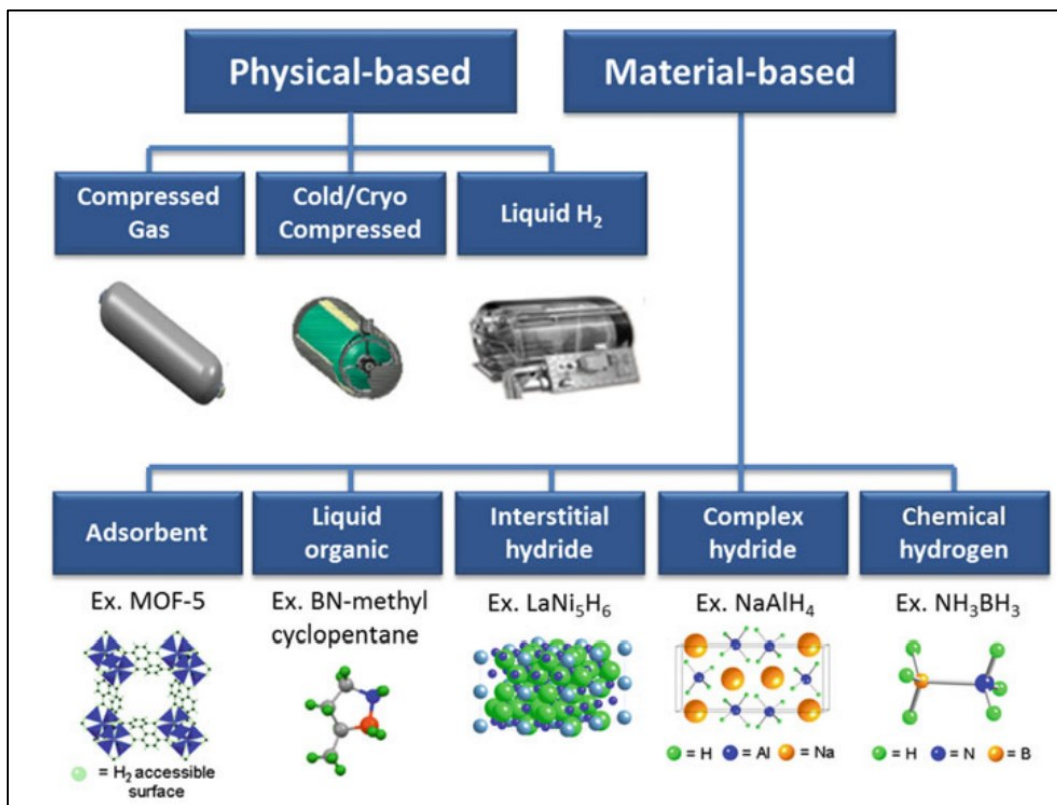 Physical-based
Material-based
Compressed
Gas
Cold/Cryo
Compressed
Liquid H₂
Adsorbent
Liquid
organic
Interstitial
hydride
Complex
hydride
Chemical
hydrogen
Ex. MOF-5
Ex. BN-methyl
cyclopentane
Ex. LaNi₅H₆
Ex. NaAlH₄
Ex. NH₃BH₃
= H₂ accessible
surface
= H = Al = Na
= H = N = B